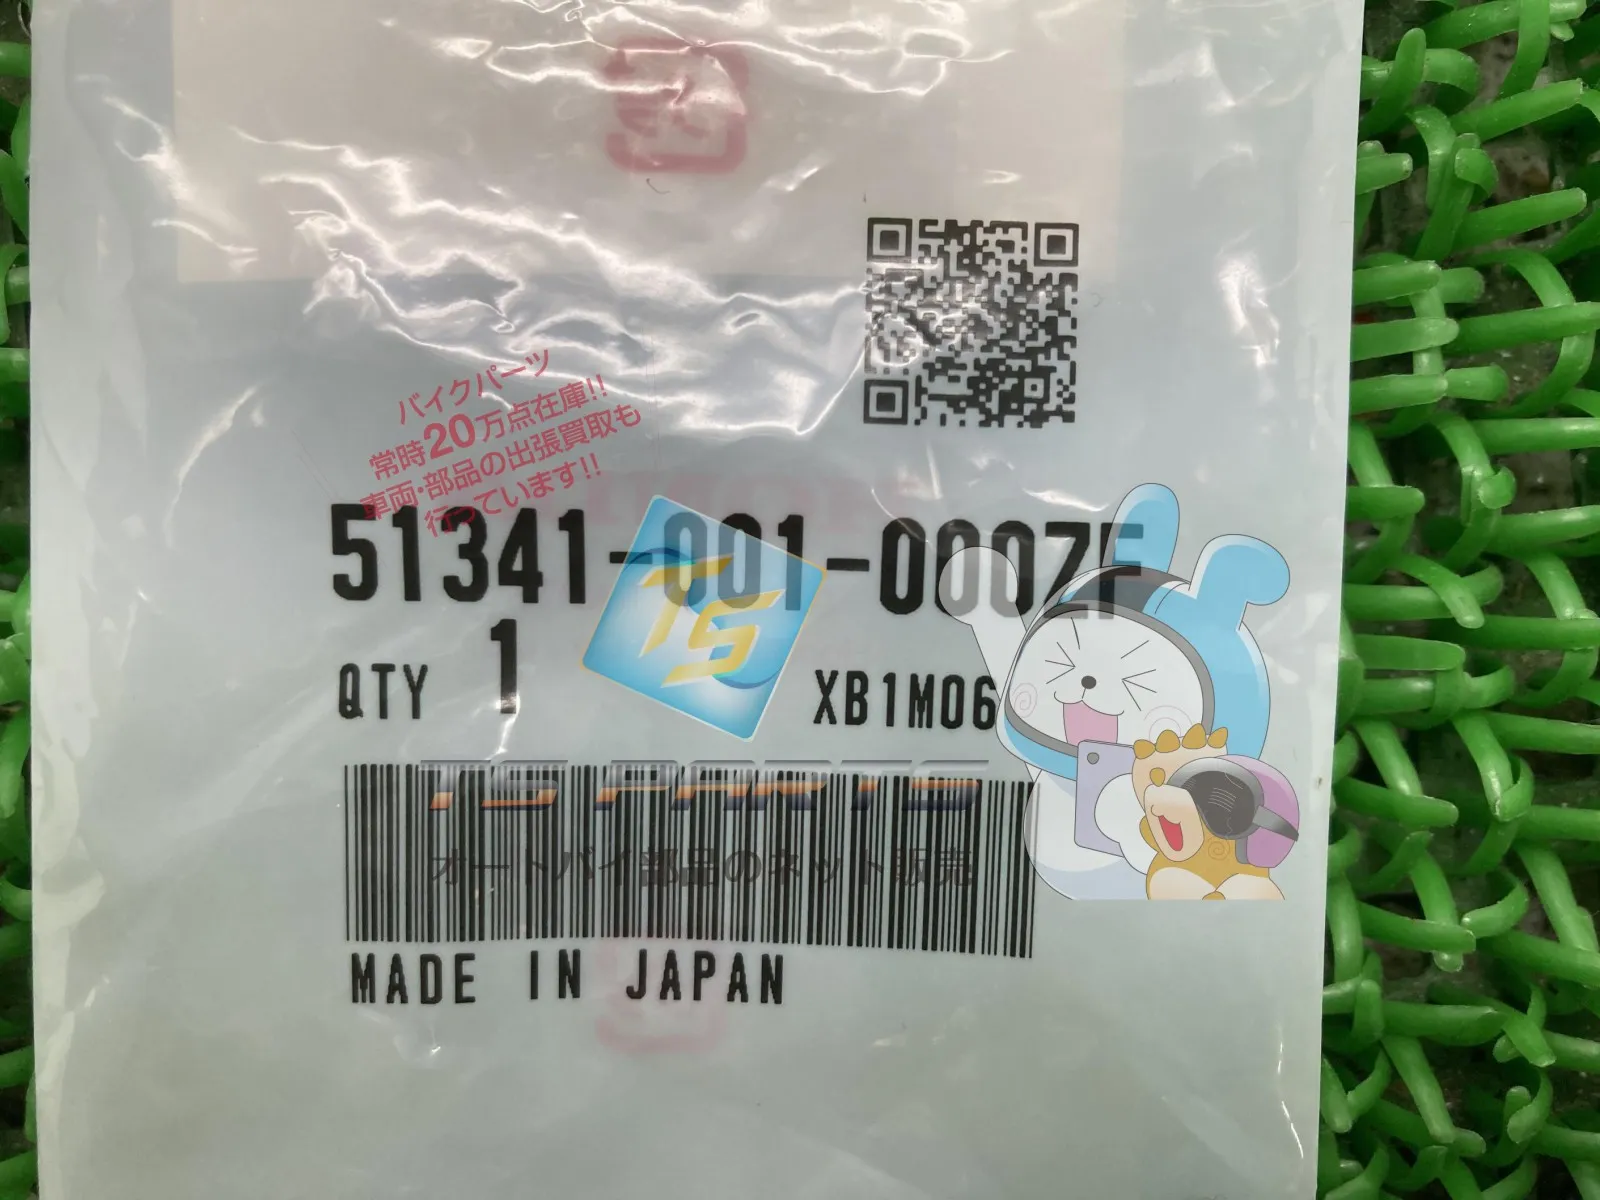 バイクパーツ
常時20万点在庫!!
車両・部品の出張買取も
行っています!!
51341-001-000ZF
TS
QTY 1 XB1M06
TS PARTS
オートバイ部品のネット販売
MADE IN JAPAN